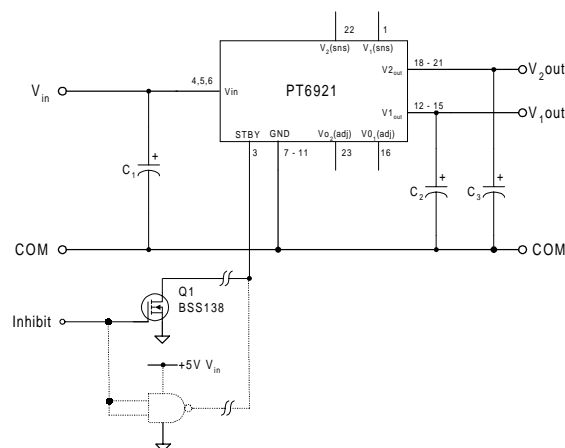 22 1
V2(sns) V1(sns)
4,5,6 Vin PT6921 V2out 18 - 21 V2out
Vin
V1out 12 - 15 V1out
STBY GND Vo2(adj) V01(adj)
3 7 - 11 23 16
C1 + C2 + C3 +
COM COM
Q1
BSS138
Inhibit
+5V Vin